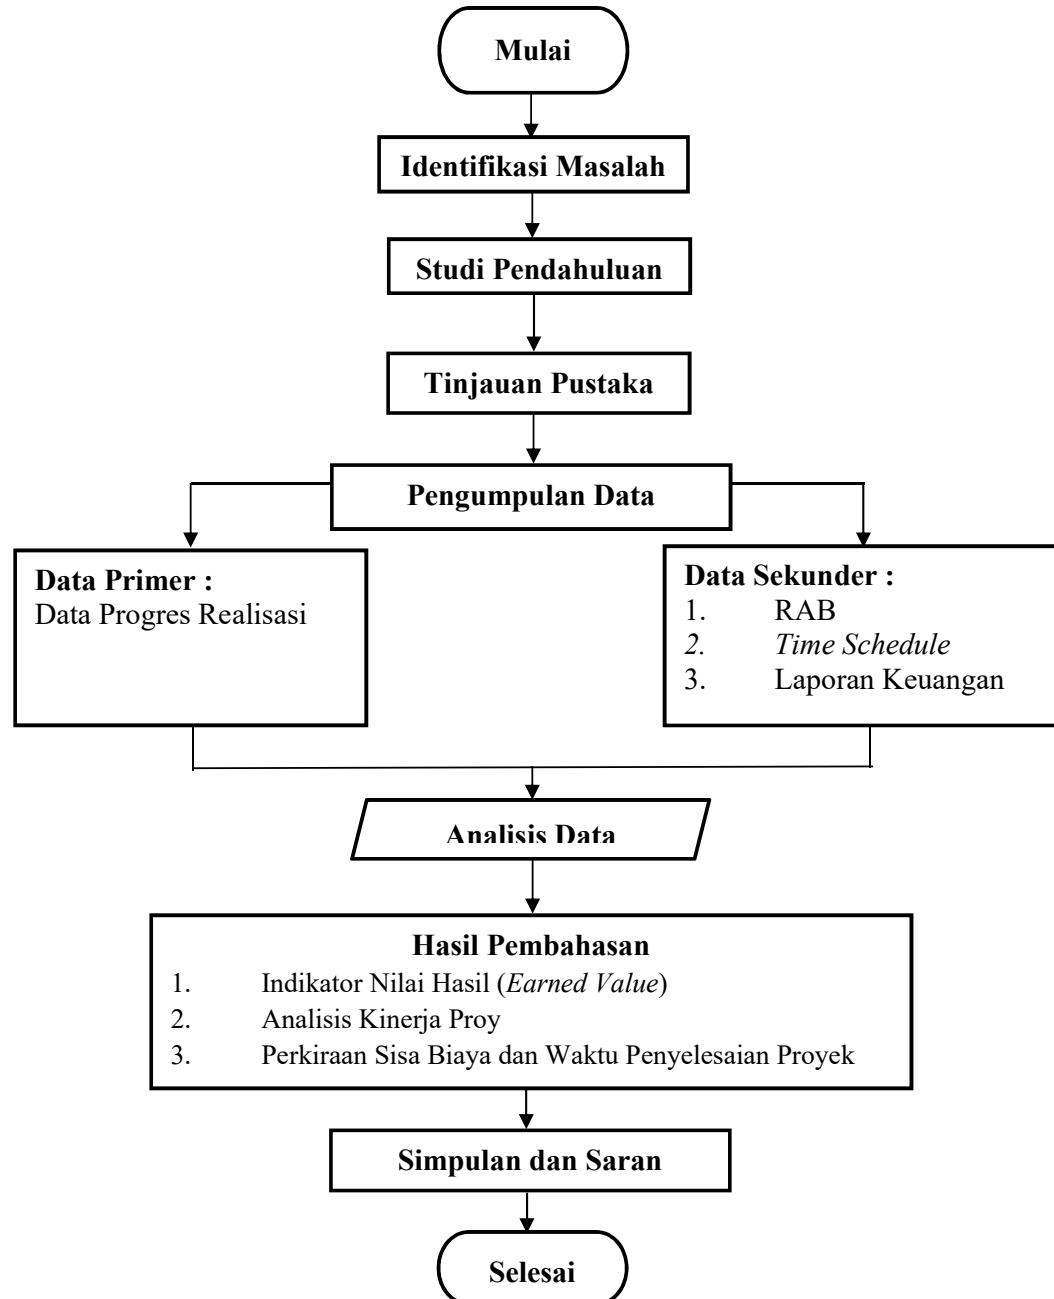 Mulai
Identifikasi Masalah
Studi Pendahuluan
Tinjauan Pustaka
Pengumpulan Data
Data Primer :
Data Progres Realisasi
Data Sekunder :
1. RAB
2. Time Schedule
3. Laporan Keuangan
Analisis Data
Hasil Pembahasan
1. Indikator Nilai Hasil (Earned Value)
2. Analisis Kinerja Proy
3. Perkiraan Sisa Biaya dan Waktu Penyelesaian Proyek
Simpulan dan Saran
Selesai